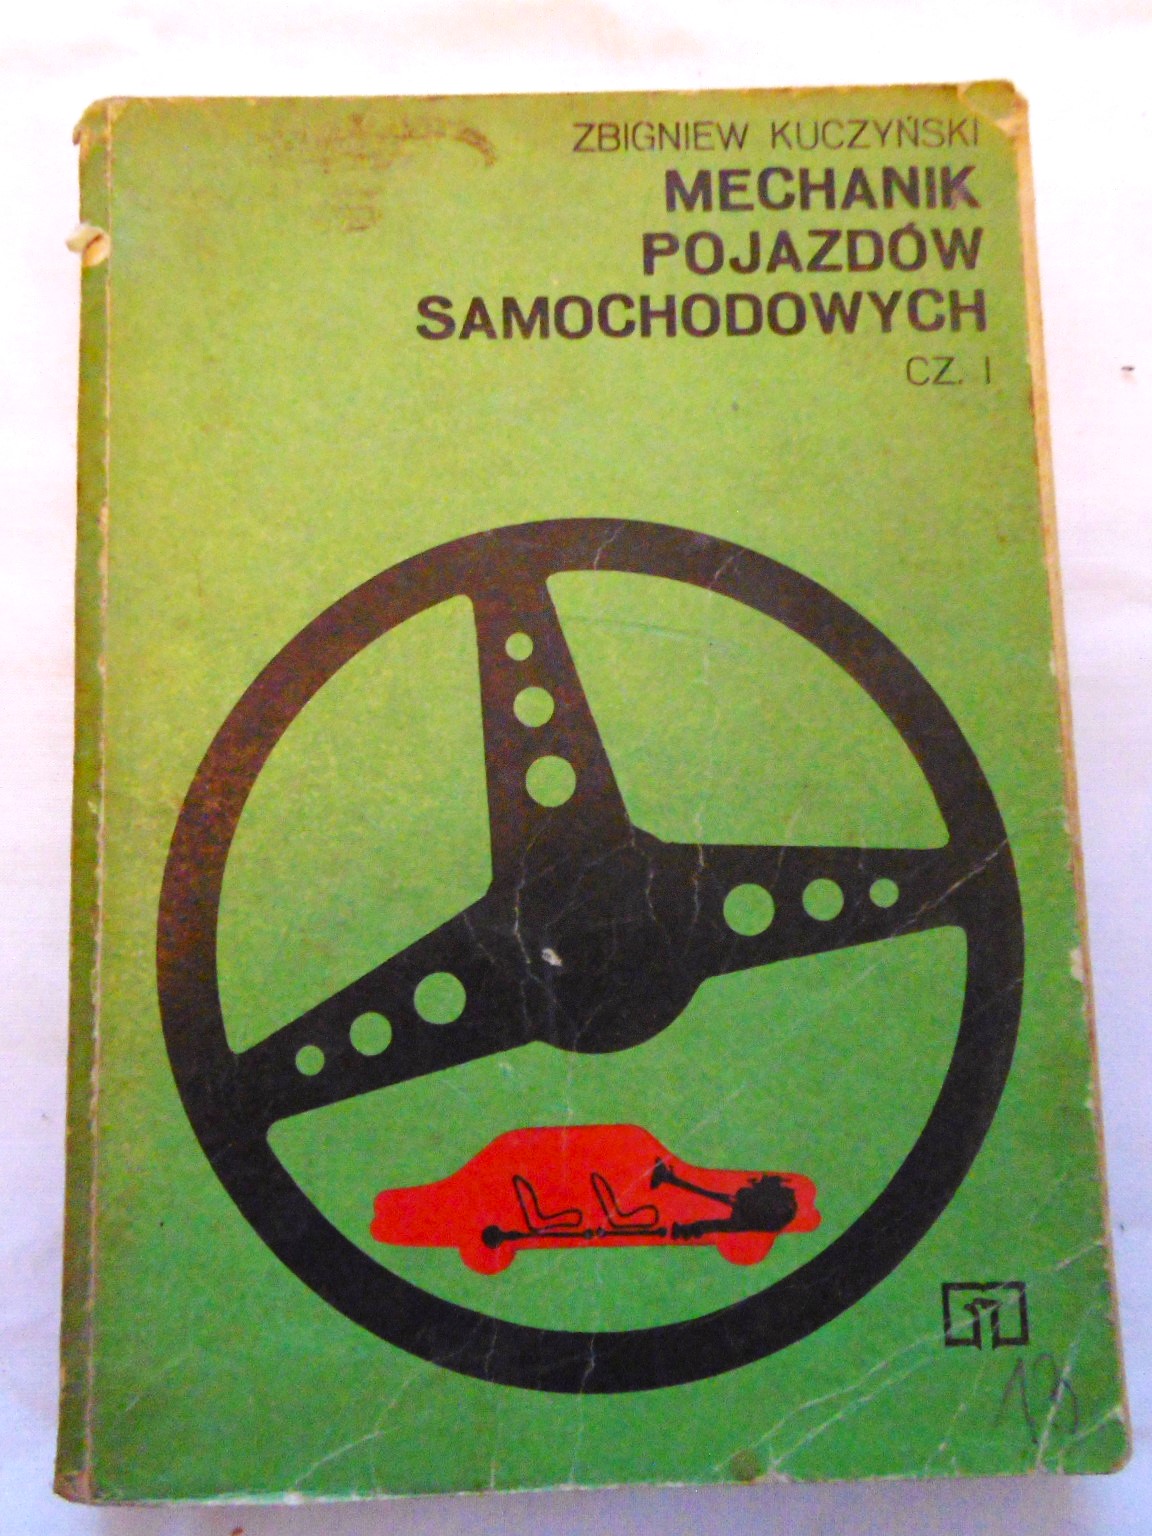 ZBIGNIEW KUCZYŃSKI
MECHANIK
POJAZDÓW
SAMOCHODOWYCH
CZ. I